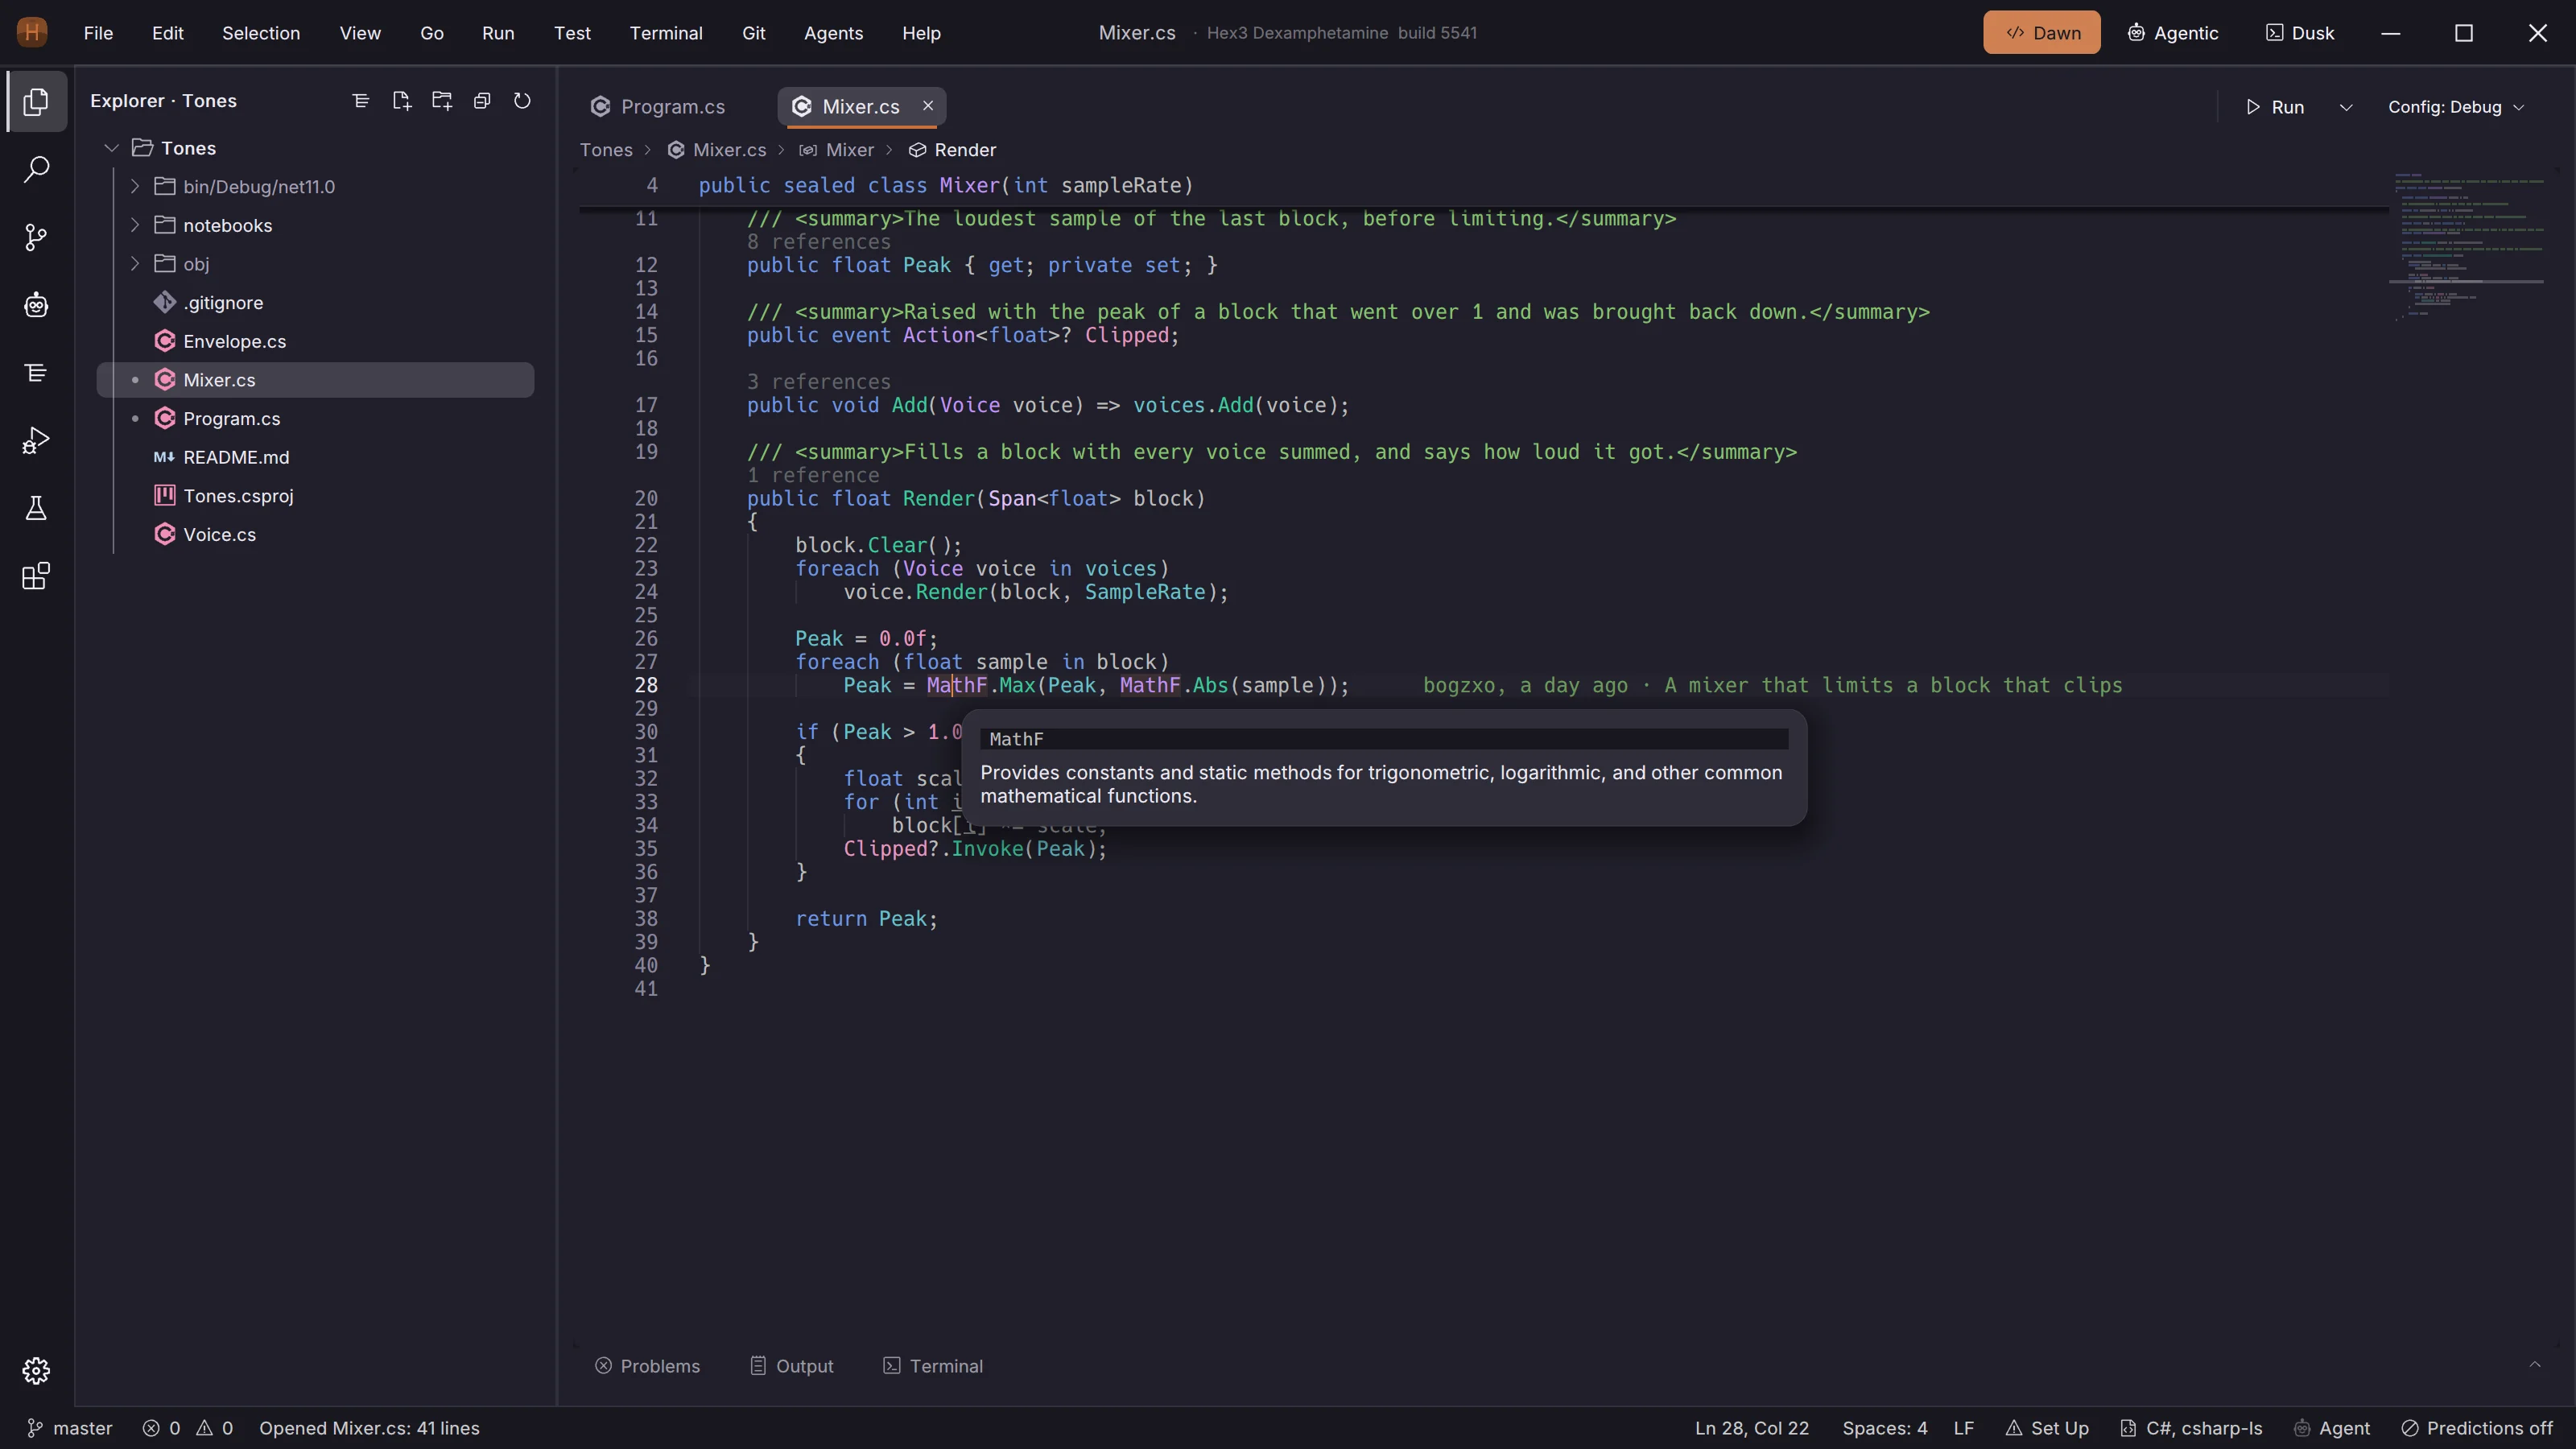 H File Edit Selection View Go Run Test Terminal Git Agents Help Mixer.cs · Hex3 Dexamphetamine build 5541 Dawn Agentic Dusk
Explorer · Tones
Tones
bin/Debug/net11.0
notebooks
obj
.gitignore
Envelope.cs
Mixer.cs
Program.cs
README.md
Tones.csproj
Voice.cs
Program.cs Mixer.cs Run Config: Debug
Tones > Mixer.cs > Mixer > Render
4 public sealed class Mixer(int sampleRate)
11 /// <summary>The loudest sample of the last block, before limiting.</summary>
8 references
12 public float Peak { get; private set; }
13
14 /// <summary>Raised with the peak of a block that went over 1 and was brought back down.</summary>
15 public event Action<float>? Clipped;
16
3 references
17 public void Add(Voice voice) => voices.Add(voice);
18
19 /// <summary>Fills a block with every voice summed, and says how loud it got.</summary>
1 reference
20 public float Render(Span<float> block)
21 {
22 block.Clear();
23 foreach (Voice voice in voices)
24 voice.Render(block, SampleRate);
25
26 Peak = 0.0f;
27 foreach (float sample in block)
28 Peak = MathF.Max(Peak, MathF.Abs(sample)); bogzxo, a day ago · A mixer that limits a block that clips
29
30 if (Peak > 1.0
31 {
32 float scal
33 for (int i
34 block[i] *= scale;
35 Clipped?.Invoke(Peak);
36 }
37
38 return Peak;
39 }
40 }
41
MathF
Provides constants and static methods for trigonometric, logarithmic, and other common
mathematical functions.
Problems Output Terminal
master 0 0 Opened Mixer.cs: 41 lines Ln 28, Col 22 Spaces: 4 LF Set Up C#, csharp-ls Agent Predictions off